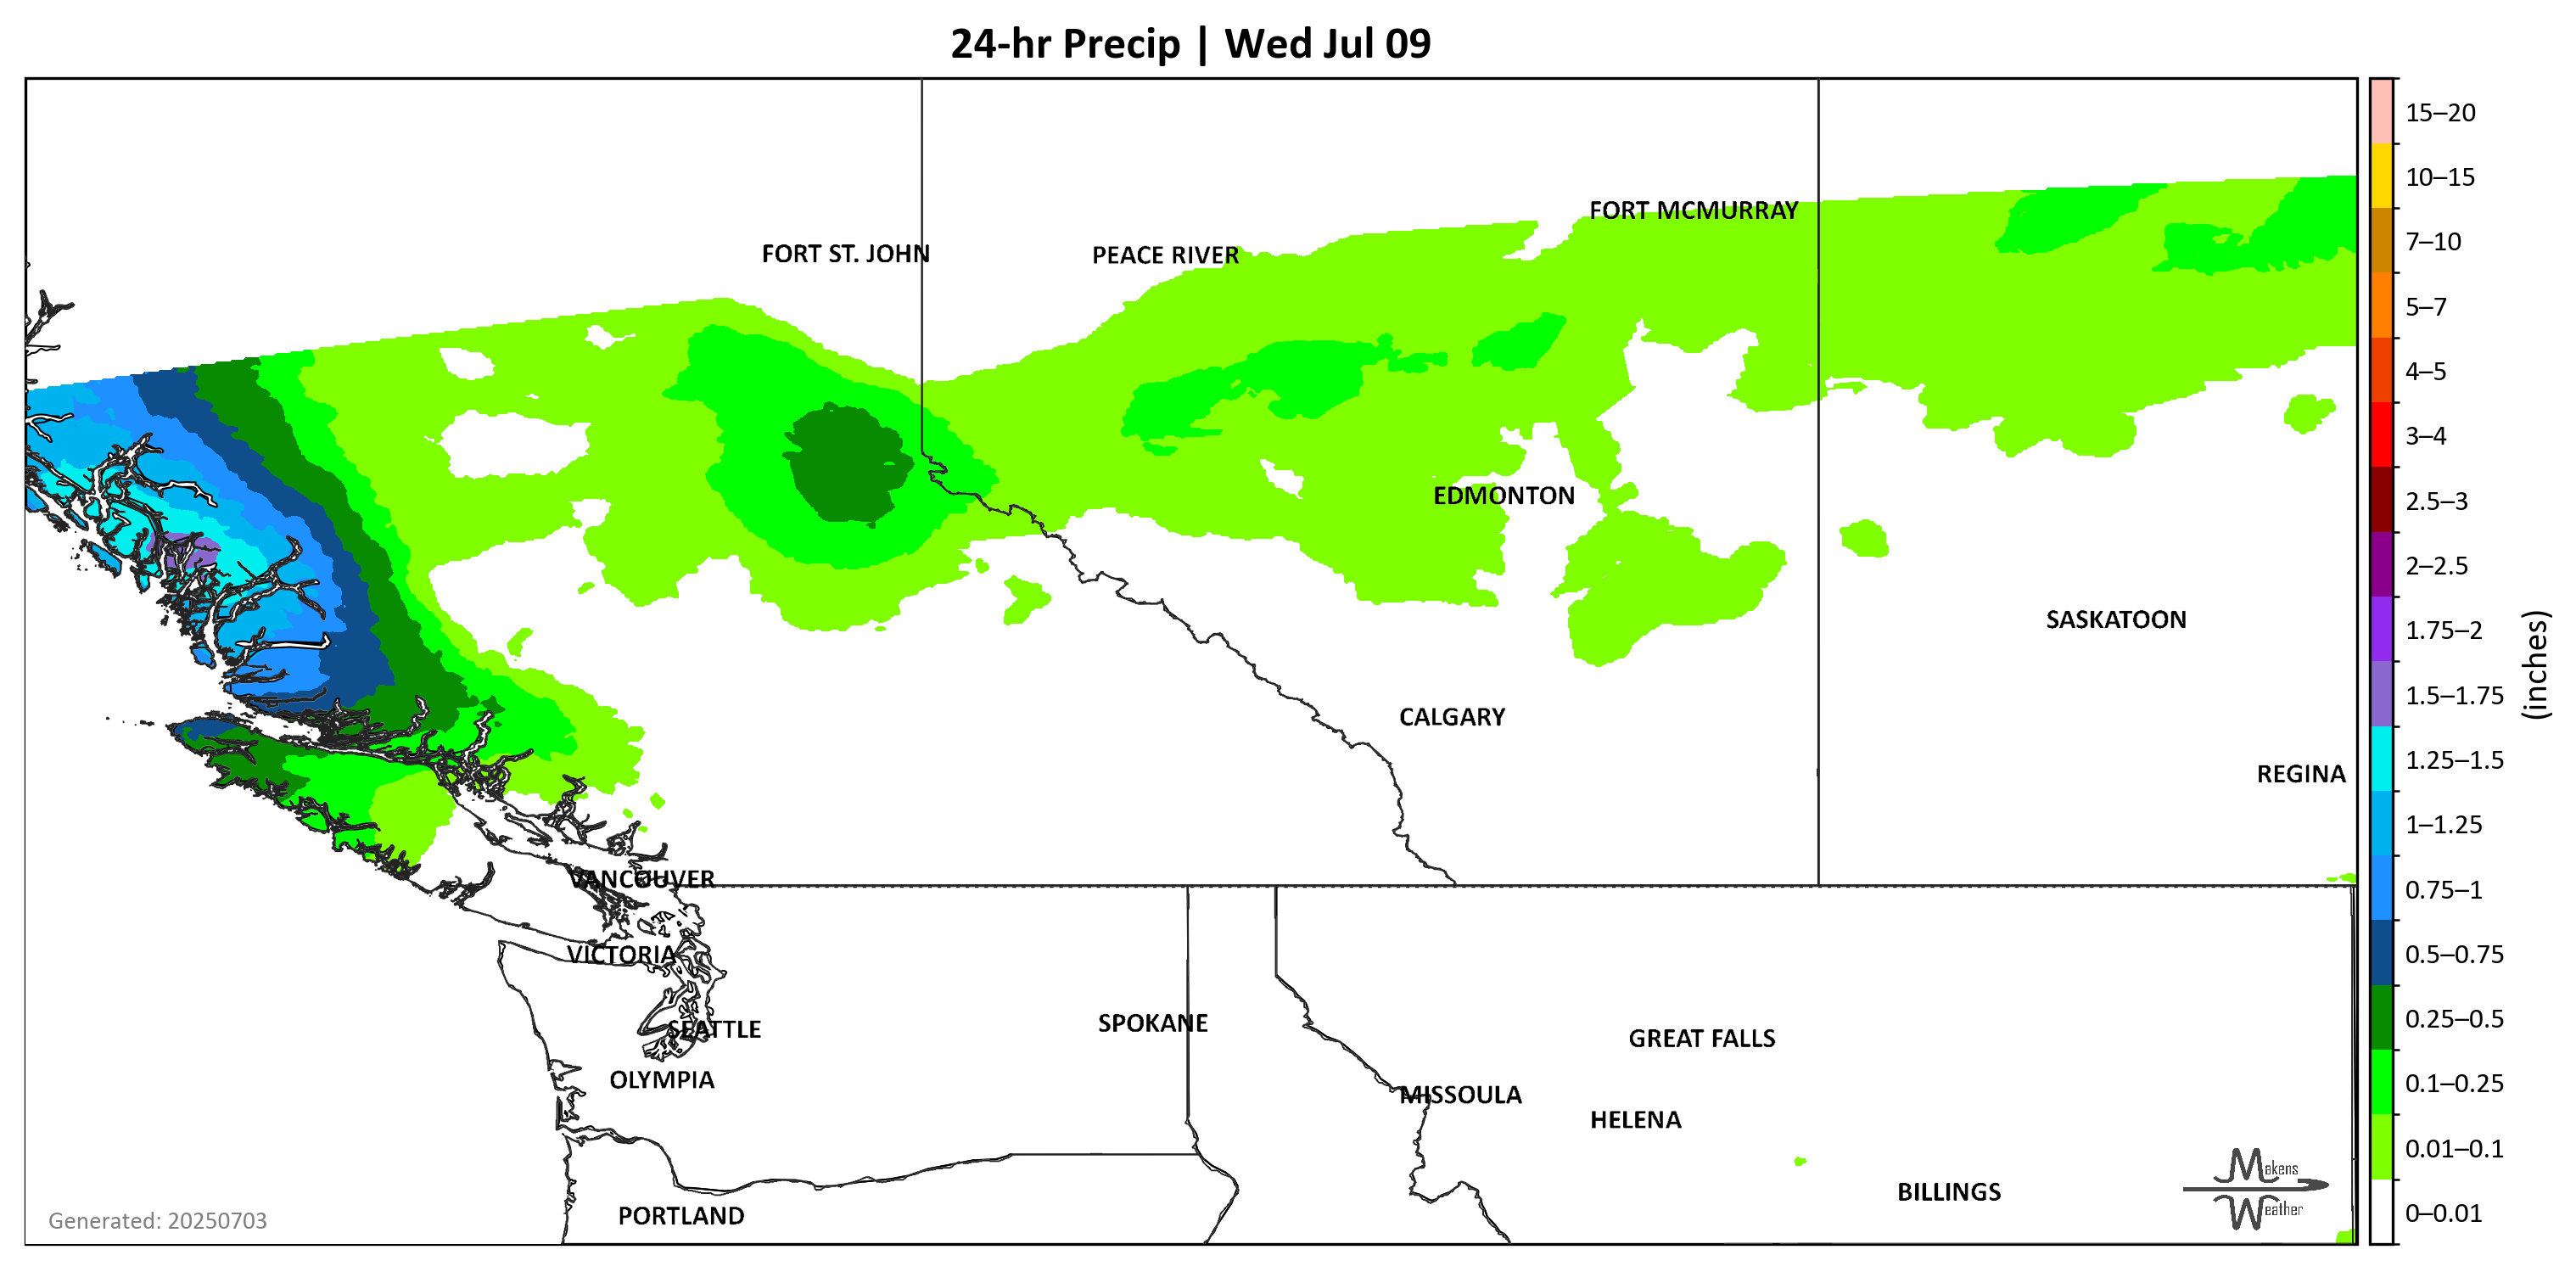 24-hr Precip | Wed Jul 09
15–20
10–15
7–10
5–7
4–5
3–4
2.5–3
2–2.5
1.75–2
1.5–1.75
1.25–1.5
1–1.25
0.75–1
0.5–0.75
0.25–0.5
0.1–0.25
0.01–0.1
0–0.01
(inches)
FORT MCMURRAY
FORT ST. JOHN
PEACE RIVER
EDMONTON
SASKATOON
CALGARY
REGINA
VANCOUVER
VICTORIA
SEATTLE
SPOKANE
GREAT FALLS
OLYMPIA
MISSOULA
HELENA
BILLINGS
PORTLAND
Makens
Weather
Generated: 20250703